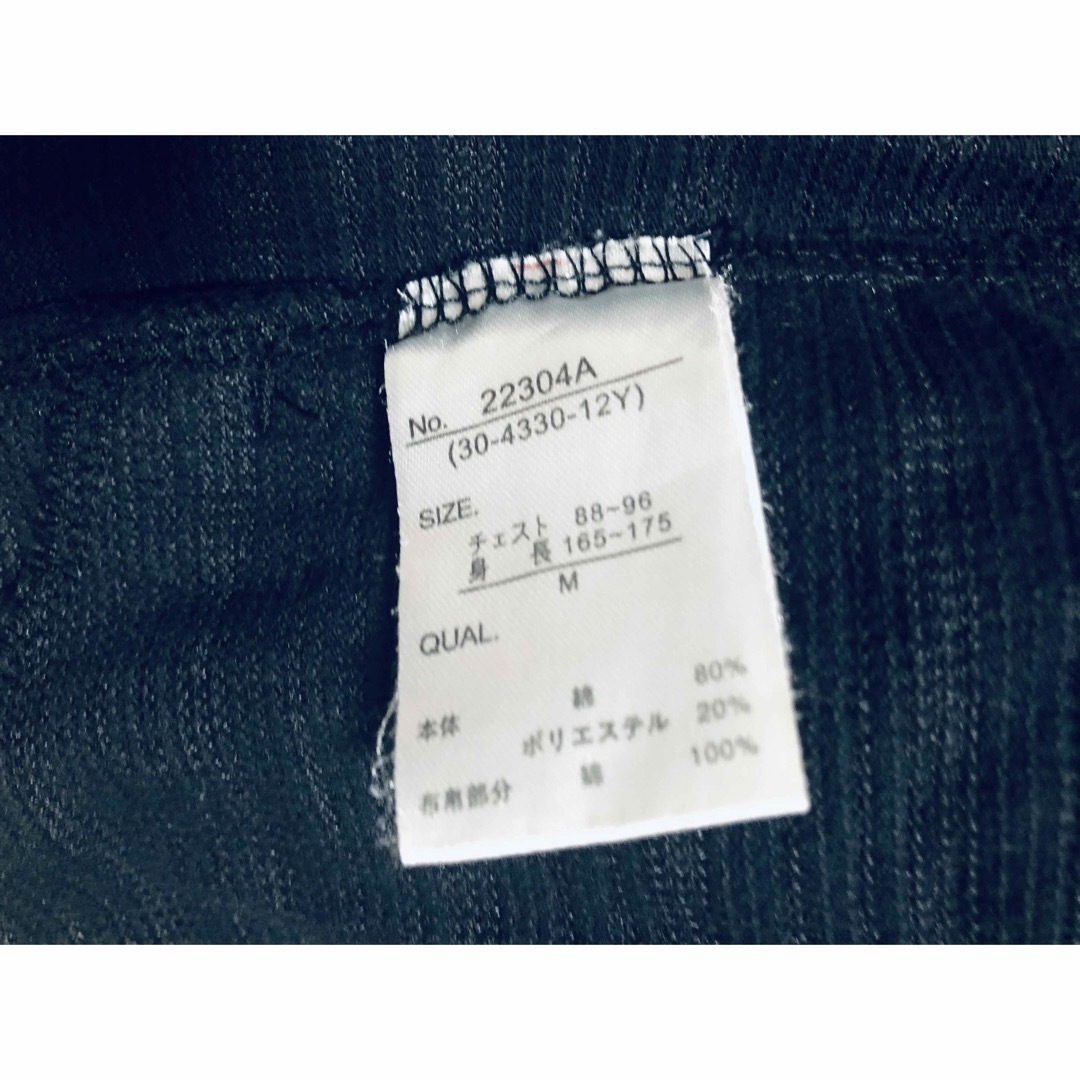 No. 22304A
(30-4330-12Y)
SIZE.
チェスト 88~96
身 長 165~175
M
QUAL.
綿 80%
本体
ポリエステル 20%
布帛部分 綿 100%